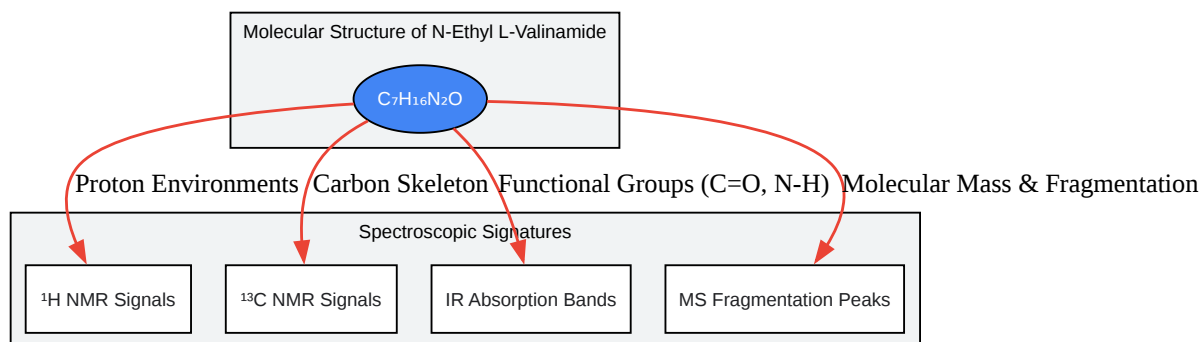 Molecular Structure of N-Ethyl L-Valinamide
C₇H₁₆N₂O
Proton Environments
Carbon Skeleton
Functional Groups (C=O, N-H)
Molecular Mass & Fragmentation
Spectroscopic Signatures
¹H NMR Signals
¹³C NMR Signals
IR Absorption Bands
MS Fragmentation Peaks